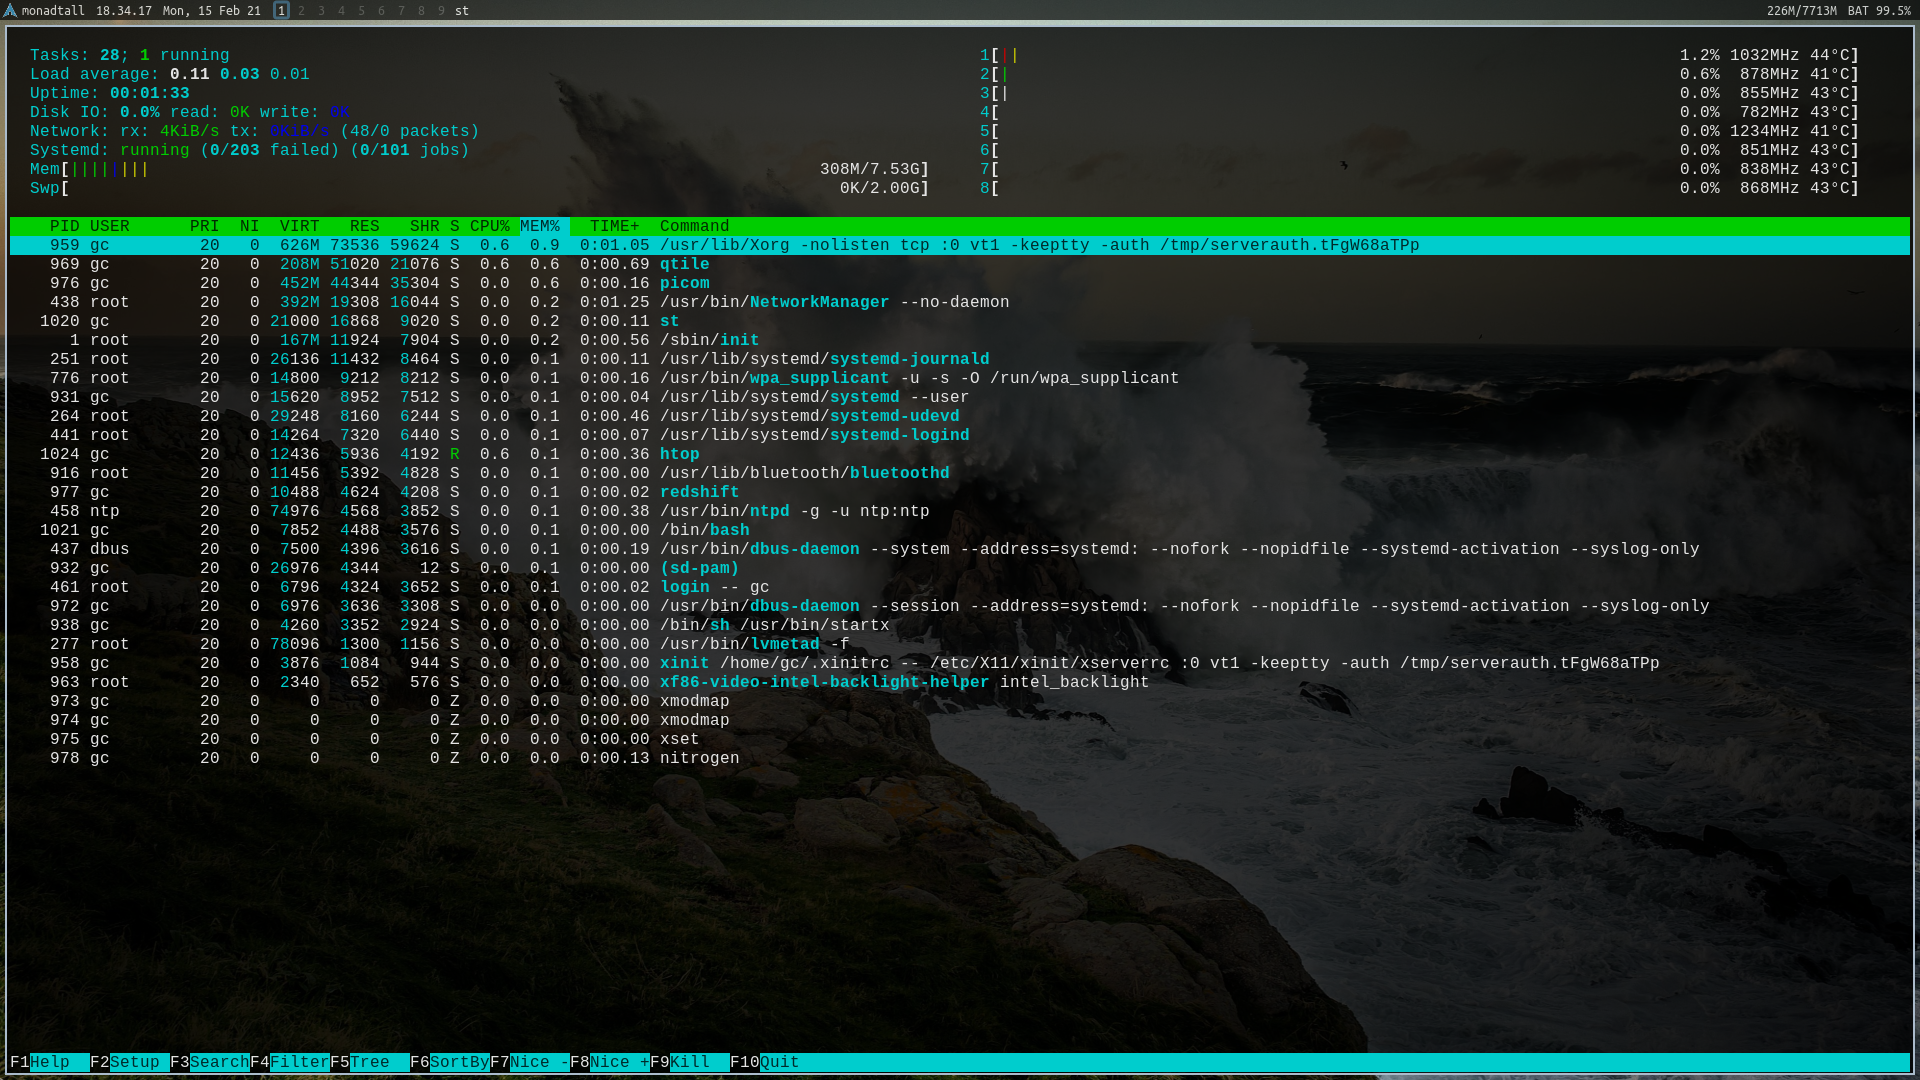 monadtall 18.34.17 Mon, 15 Feb 21 1 2 3 4 5 6 7 8 9 st 226M/7713M BAT 99.5%
Tasks: 28; 1 running
Load average: 0.11 0.03 0.01
Uptime: 00:01:33
Disk IO: 0.0% read: 0K write: 0K
Network: rx: 4KiB/s tx: 0KiB/s (48/0 packets)
Systemd: running (0/203 failed) (0/101 jobs)
Mem[||||||||308M/7.53G]
Swp[0K/2.00G]
1[|| 1.2% 1032MHz 44°C]
2[| 0.6% 878MHz 41°C]
3[| 0.0% 855MHz 43°C]
4[ 0.0% 782MHz 43°C]
5[ 0.0% 1234MHz 41°C]
6[ 0.0% 851MHz 43°C]
7[ 0.0% 838MHz 43°C]
8[ 0.0% 868MHz 43°C]
PID USER PRI NI VIRT RES SHR S CPU% MEM% TIME+ Command
959 gc 20 0 626M 73536 59624 S 0.6 0.9 0:01.05 /usr/lib/Xorg -nolisten tcp :0 vt1 -keeptty -auth /tmp/serverauth.tFgW68aTPp
969 gc 20 0 208M 51020 21076 S 0.6 0.6 0:00.69 qtile
976 gc 20 0 452M 44344 35304 S 0.0 0.6 0:00.16 picom
438 root 20 0 392M 19308 16044 S 0.0 0.2 0:01.25 /usr/bin/NetworkManager --no-daemon
1020 gc 20 0 21000 16868 9020 S 0.0 0.2 0:00.11 st
1 root 20 0 167M 11924 7904 S 0.0 0.2 0:00.56 /sbin/init
251 root 20 0 26136 11432 8464 S 0.0 0.1 0:00.11 /usr/lib/systemd/systemd-journald
776 root 20 0 14800 9212 8212 S 0.0 0.1 0:00.16 /usr/bin/wpa_supplicant -u -s -O /run/wpa_supplicant
931 gc 20 0 15620 8952 7512 S 0.0 0.1 0:00.04 /usr/lib/systemd/systemd --user
264 root 20 0 29248 8160 6244 S 0.0 0.1 0:00.46 /usr/lib/systemd/systemd-udevd
441 root 20 0 14264 7320 6440 S 0.0 0.1 0:00.07 /usr/lib/systemd/systemd-logind
1024 gc 20 0 12436 5936 4192 R 0.6 0.1 0:00.36 htop
916 root 20 0 11456 5392 4828 S 0.0 0.1 0:00.00 /usr/lib/bluetooth/bluetoothd
977 gc 20 0 10488 4624 4208 S 0.0 0.1 0:00.02 redshift
458 ntp 20 0 74976 4568 3852 S 0.0 0.1 0:00.38 /usr/bin/ntpd -g -u ntp:ntp
1021 gc 20 0 7852 4488 3576 S 0.0 0.1 0:00.00 /bin/bash
437 dbus 20 0 7500 4396 3616 S 0.0 0.1 0:00.19 /usr/bin/dbus-daemon --system --address=systemd: --nofork --nopidfile --systemd-activation --syslog-only
932 gc 20 0 26976 4344 12 S 0.0 0.1 0:00.00 (sd-pam)
461 root 20 0 6796 4324 3652 S 0.0 0.1 0:00.02 login -- gc
972 gc 20 0 6976 3636 3308 S 0.0 0.0 0:00.00 /usr/bin/dbus-daemon --session --address=systemd: --nofork --nopidfile --systemd-activation --syslog-only
938 gc 20 0 4260 3352 2924 S 0.0 0.0 0:00.00 /bin/sh /usr/bin/startx
277 root 20 0 78096 1300 1156 S 0.0 0.0 0:00.00 /usr/bin/lvmetad -f
958 gc 20 0 3876 1084 944 S 0.0 0.0 0:00.00 xinit /home/gc/.xinitrc -- /etc/X11/xinit/xserverrc :0 vt1 -keeptty -auth /tmp/serverauth.tFgW68aTPp
963 root 20 0 2340 652 576 S 0.0 0.0 0:00.00 xf86-video-intel-backlight-helper intel_backlight
973 gc 20 0 0 0 0 Z 0.0 0.0 0:00.00 xmodmap
974 gc 20 0 0 0 0 Z 0.0 0.0 0:00.00 xmodmap
975 gc 20 0 0 0 0 Z 0.0 0.0 0:00.00 xset
978 gc 20 0 0 0 0 Z 0.0 0.0 0:00.13 nitrogen
F1Help F2Setup F3SearchF4FilterF5Tree F6SortByF7Nice -F8Nice +F9Kill F10Quit